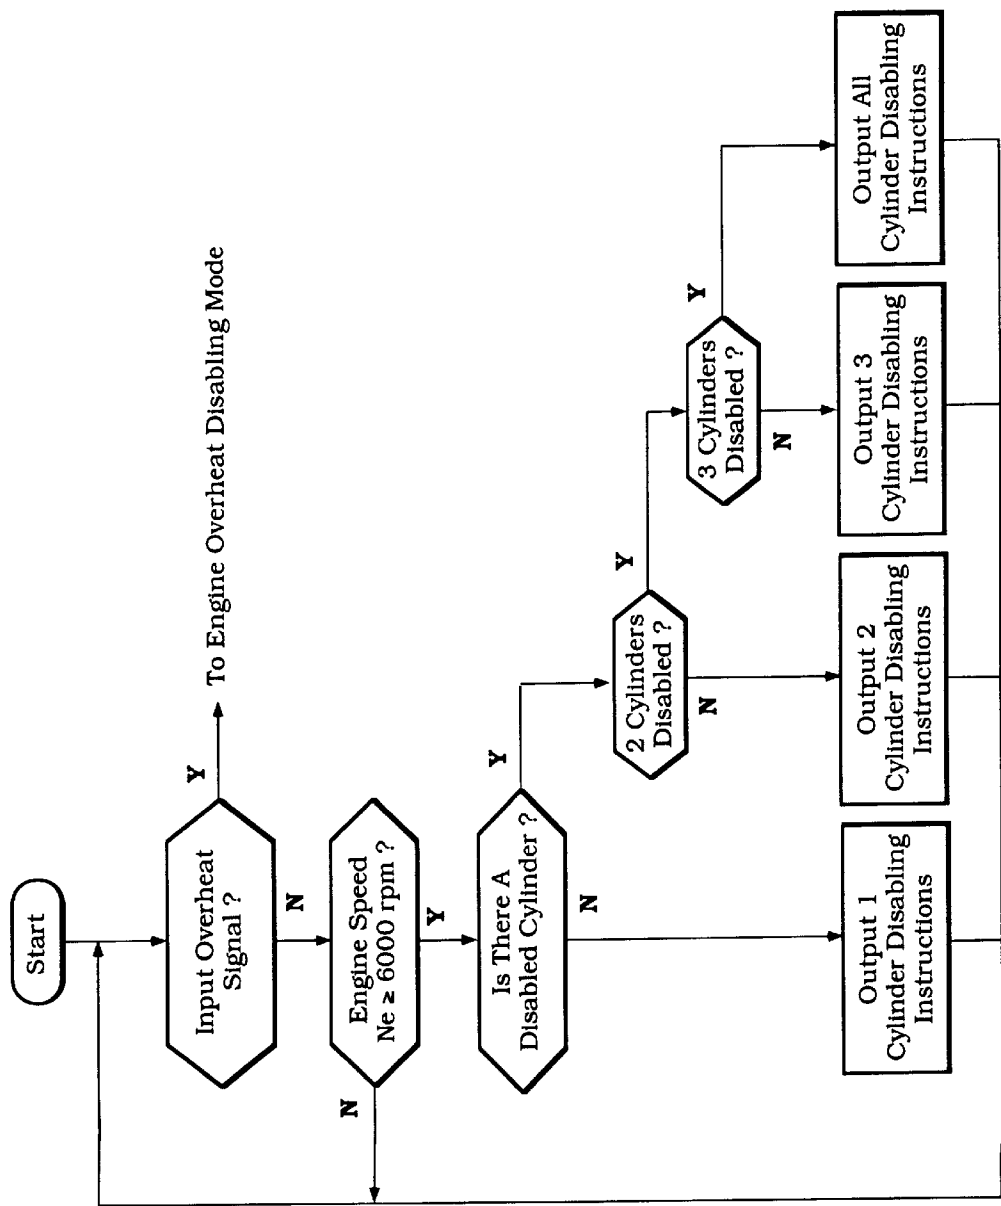 Start
Input Overheat
Signal ?
Y
To Engine Overheat Disabling Mode
N
Engine Speed
Ne ≥ 6000 rpm ?
N
Y
Is There A
Disabled Cylinder ?
Y
N
2 Cylinders
Disabled ?
Y
N
3 Cylinders
Disabled ?
Y
N
Output 1
Cylinder Disabling
Instructions
Output 2
Cylinder Disabling
Instructions
Output 3
Cylinder Disabling
Instructions
Output All
Cylinder Disabling
Instructions